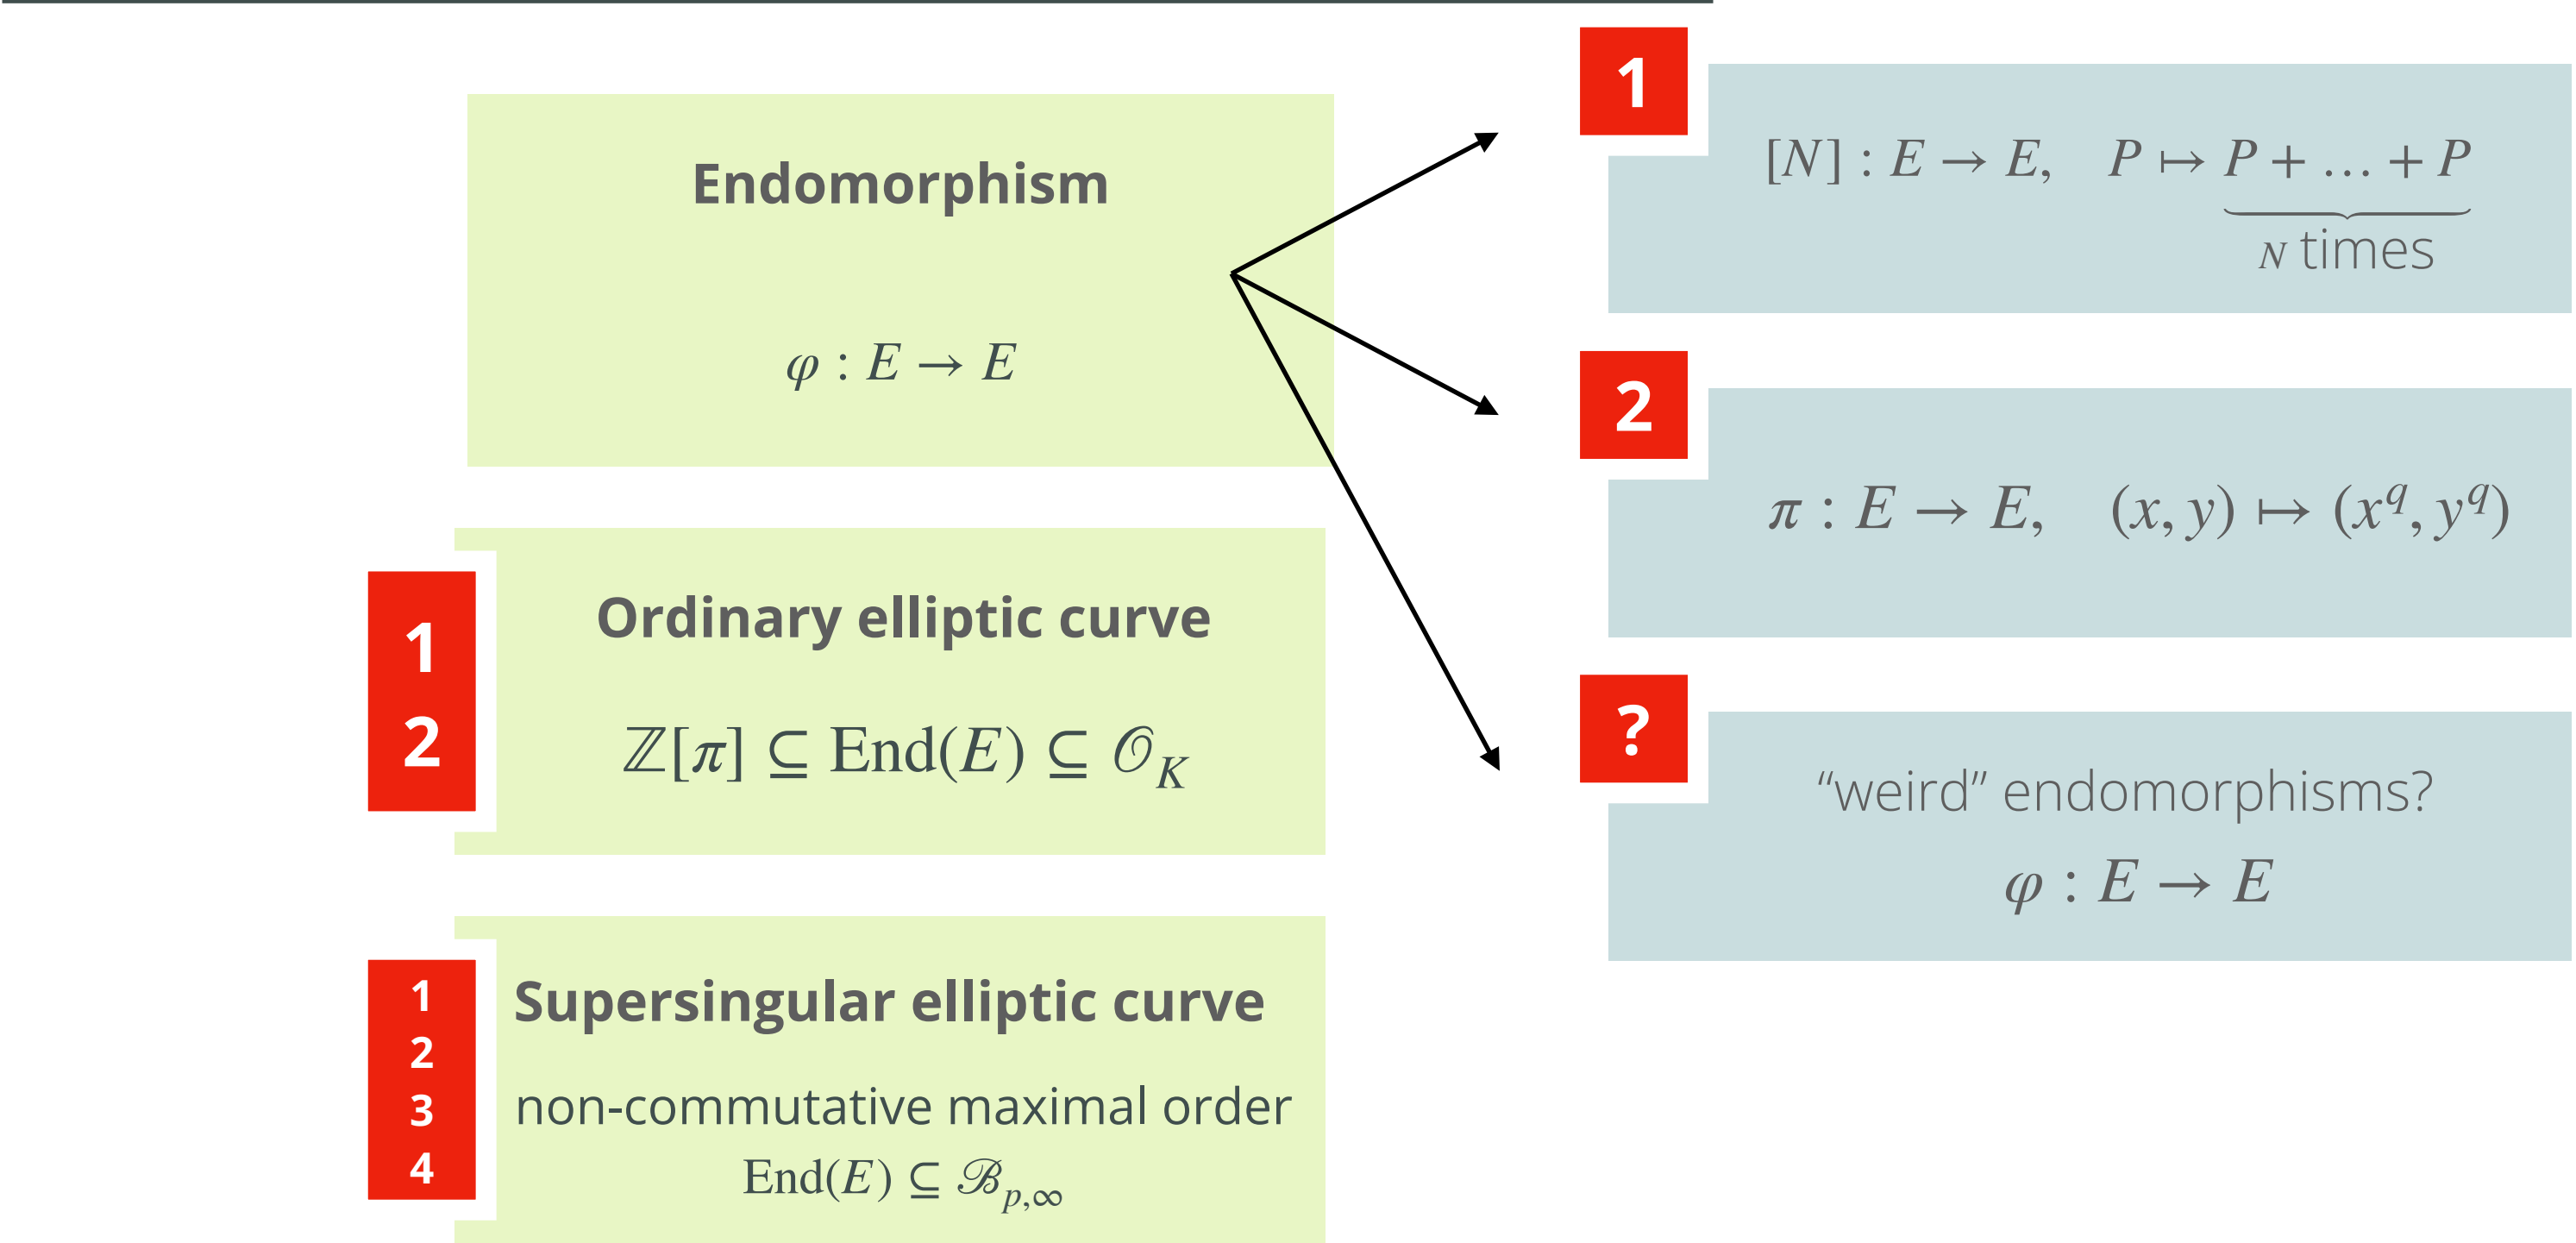 Endomorphism
φ : E → E
1
2
Ordinary elliptic curve
ℤ[π] ⊆ End(E) ⊆ 𝒪_K
1
2
3
4
Supersingular elliptic curve
non-commutative maximal order
End(E) ⊆ ℬ_{p,∞}
1
[N] : E → E, P ↦ P + … + P
N times
2
π : E → E, (x, y) ↦ (x^q, y^q)
?
“weird” endomorphisms?
φ : E → E